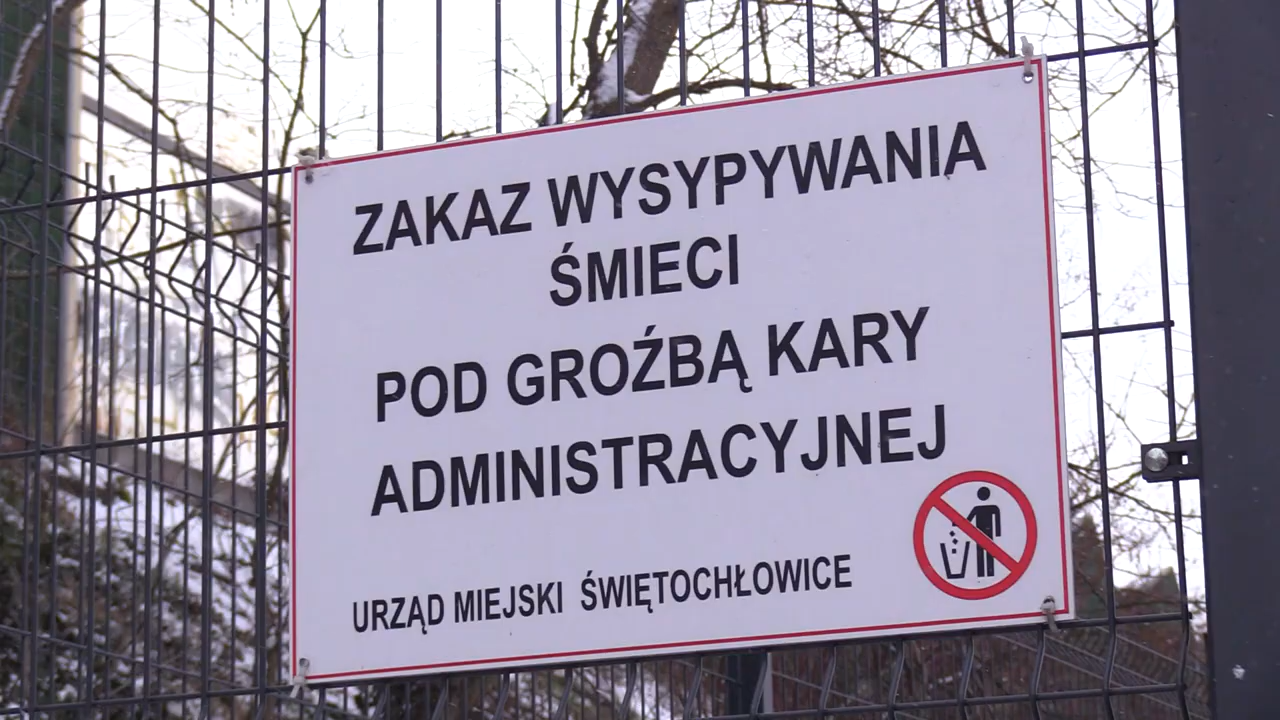 ZAKAZ WYSYPYWANIA
ŚMIECI
POD GROŹBĄ KARY
ADMINISTRACYJNEJ
URZĄD MIEJSKI ŚWIĘTOCHŁOWICE